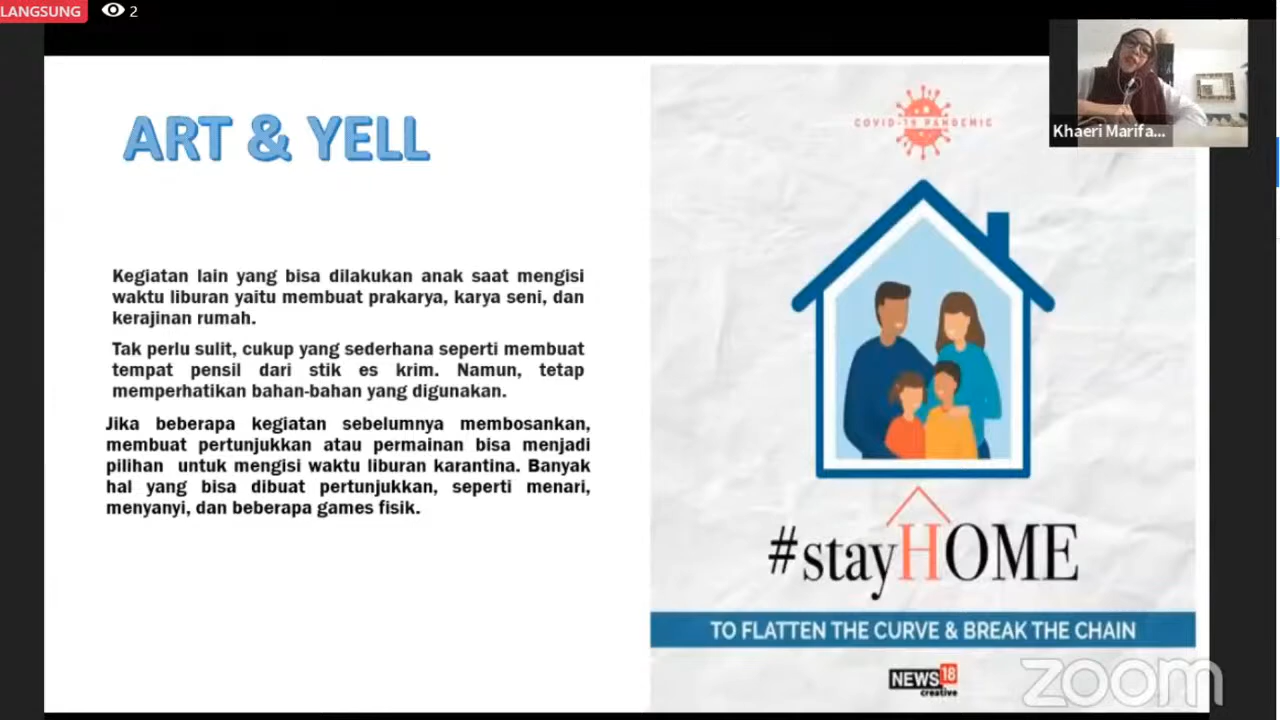 LANGSUNG
2
Khaeri Marifa...
ART & YELL
Kegiatan lain yang bisa dilakukan anak saat mengisi
waktu liburan yaitu membuat prakarya, karya seni, dan
kerajinan rumah.
Tak perlu sulit, cukup yang sederhana seperti membuat
tempat pensil dari stik es krim. Namun, tetap
memperhatikan bahan-bahan yang digunakan.
Jika beberapa kegiatan sebelumnya membosankan,
membuat pertunjukkan atau permainan bisa menjadi
pilihan untuk mengisi waktu liburan karantina. Banyak
hal yang bisa dibuat pertunjukkan, seperti menari,
menyanyi, dan beberapa games fisik.
COVID-19 PANDEMIC
#stayHOME
TO FLATTEN THE CURVE & BREAK THE CHAIN
NEWS18
creative
zoom